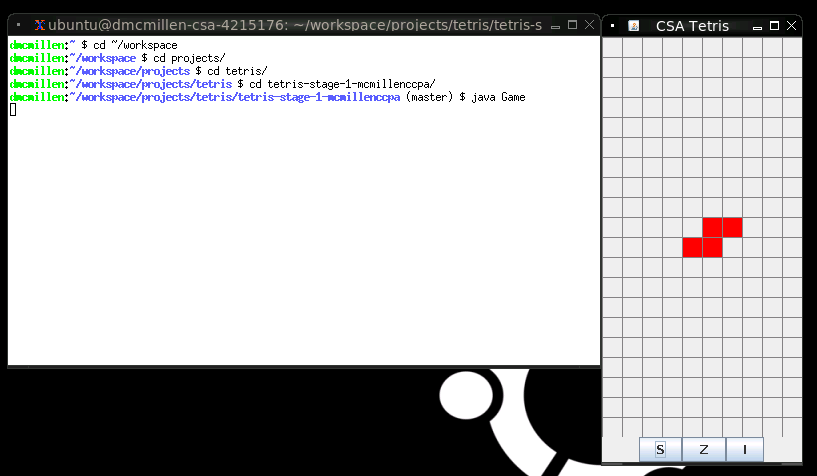 ubuntu@dmcmillen-csa-4215176: ~/workspace/projects/tetris/tetris-s
dmcmillen:~ $ cd ~/workspace
dmcmillen:~/workspace $ cd projects/
dmcmillen:~/workspace/projects $ cd tetris/
dmcmillen:~/workspace/projects/tetris $ cd tetris-stage-1-mcmillenccpa/
dmcmillen:~/workspace/projects/tetris/tetris-stage-1-mcmillenccpa (master) $ java Game
CSA Tetris
S Z I